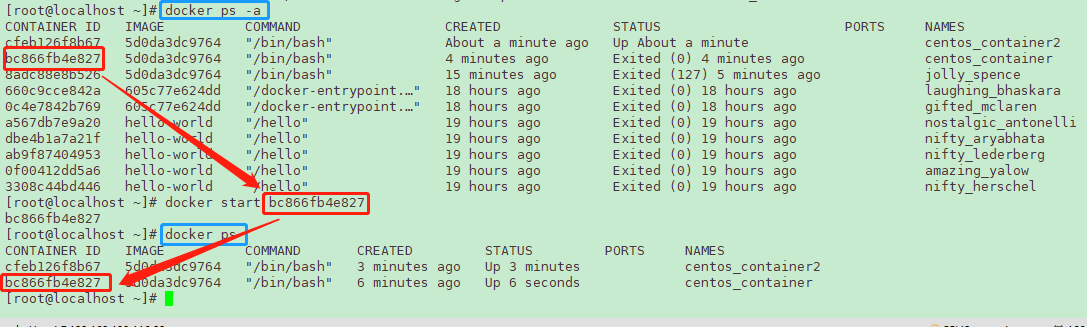 [root@localhost ~]# docker ps -a
CONTAINER ID   IMAGE          COMMAND                  CREATED              STATUS                       PORTS     NAMES
cfeb126f8b67   5d0da3dc9764   "/bin/bash"              About a minute ago   Up About a minute                      centos_container2
bc866fb4e827   5d0da3dc9764   "/bin/bash"              4 minutes ago        Exited (0) 4 minutes ago               centos_container
8adc88e8b526   5d0da3dc9764   "/bin/bash"              15 minutes ago       Exited (127) 5 minutes ago             jolly_spence
660c9cce842a   605c77e624dd   "/docker-entrypoint.…"   18 hours ago         Exited (0) 18 hours ago                laughing_bhaskara
0c4e7842b769   605c77e624dd   "/docker-entrypoint.…"   18 hours ago         Exited (0) 18 hours ago                gifted_mclaren
a567db7e9a20   hello-world    "/hello"                 19 hours ago         Exited (0) 19 hours ago                nostalgic_antonelli
dbe4b1a7a21f   hello-world    "/hello"                 19 hours ago         Exited (0) 19 hours ago                nifty_aryabhata
ab9f87404953   hello-world    "/hello"                 19 hours ago         Exited (0) 19 hours ago                nifty_lederberg
0f00412dd5a6   hello-world    "/hello"                 19 hours ago         Exited (0) 19 hours ago                amazing_yalow
3308c44bd446   hello-world    "/hello"                 19 hours ago         Exited (0) 19 hours ago                nifty_herschel
[root@localhost ~]# docker start bc866fb4e827
bc866fb4e827
[root@localhost ~]# docker ps
CONTAINER ID   IMAGE          COMMAND       CREATED         STATUS         PORTS     NAMES
cfeb126f8b67   5d0da3dc9764   "/bin/bash"   3 minutes ago   Up 3 minutes             centos_container2
bc866fb4e827   5d0da3dc9764   "/bin/bash"   6 minutes ago   Up 6 seconds             centos_container
[root@localhost ~]#